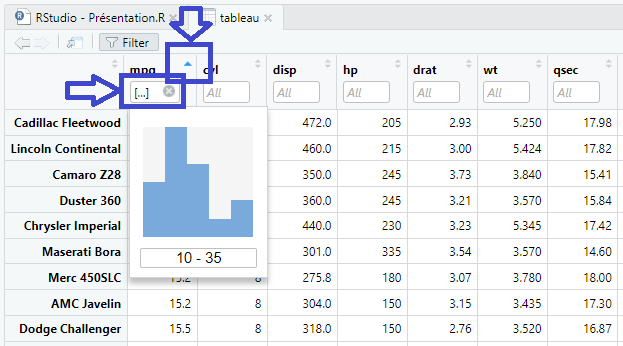 RStudio - Présentation.R × tableau ×
Filter
mpg cyl disp hp drat wt qsec
[...] All All All All All All
Cadillac Fleetwood 472.0 205 2.93 5.250 17.98
Lincoln Continental 460.0 215 3.00 5.424 17.82
Camaro Z28 350.0 245 3.73 3.840 15.41
Duster 360 360.0 245 3.21 3.570 15.84
Chrysler Imperial 440.0 230 3.23 5.345 17.42
Maserati Bora 301.0 335 3.54 3.570 14.60
10 - 35
Merc 450SLC 15.2 8 275.8 180 3.07 3.780 18.00
AMC Javelin 15.2 8 304.0 150 3.15 3.435 17.30
Dodge Challenger 15.5 8 318.0 150 2.76 3.520 16.87